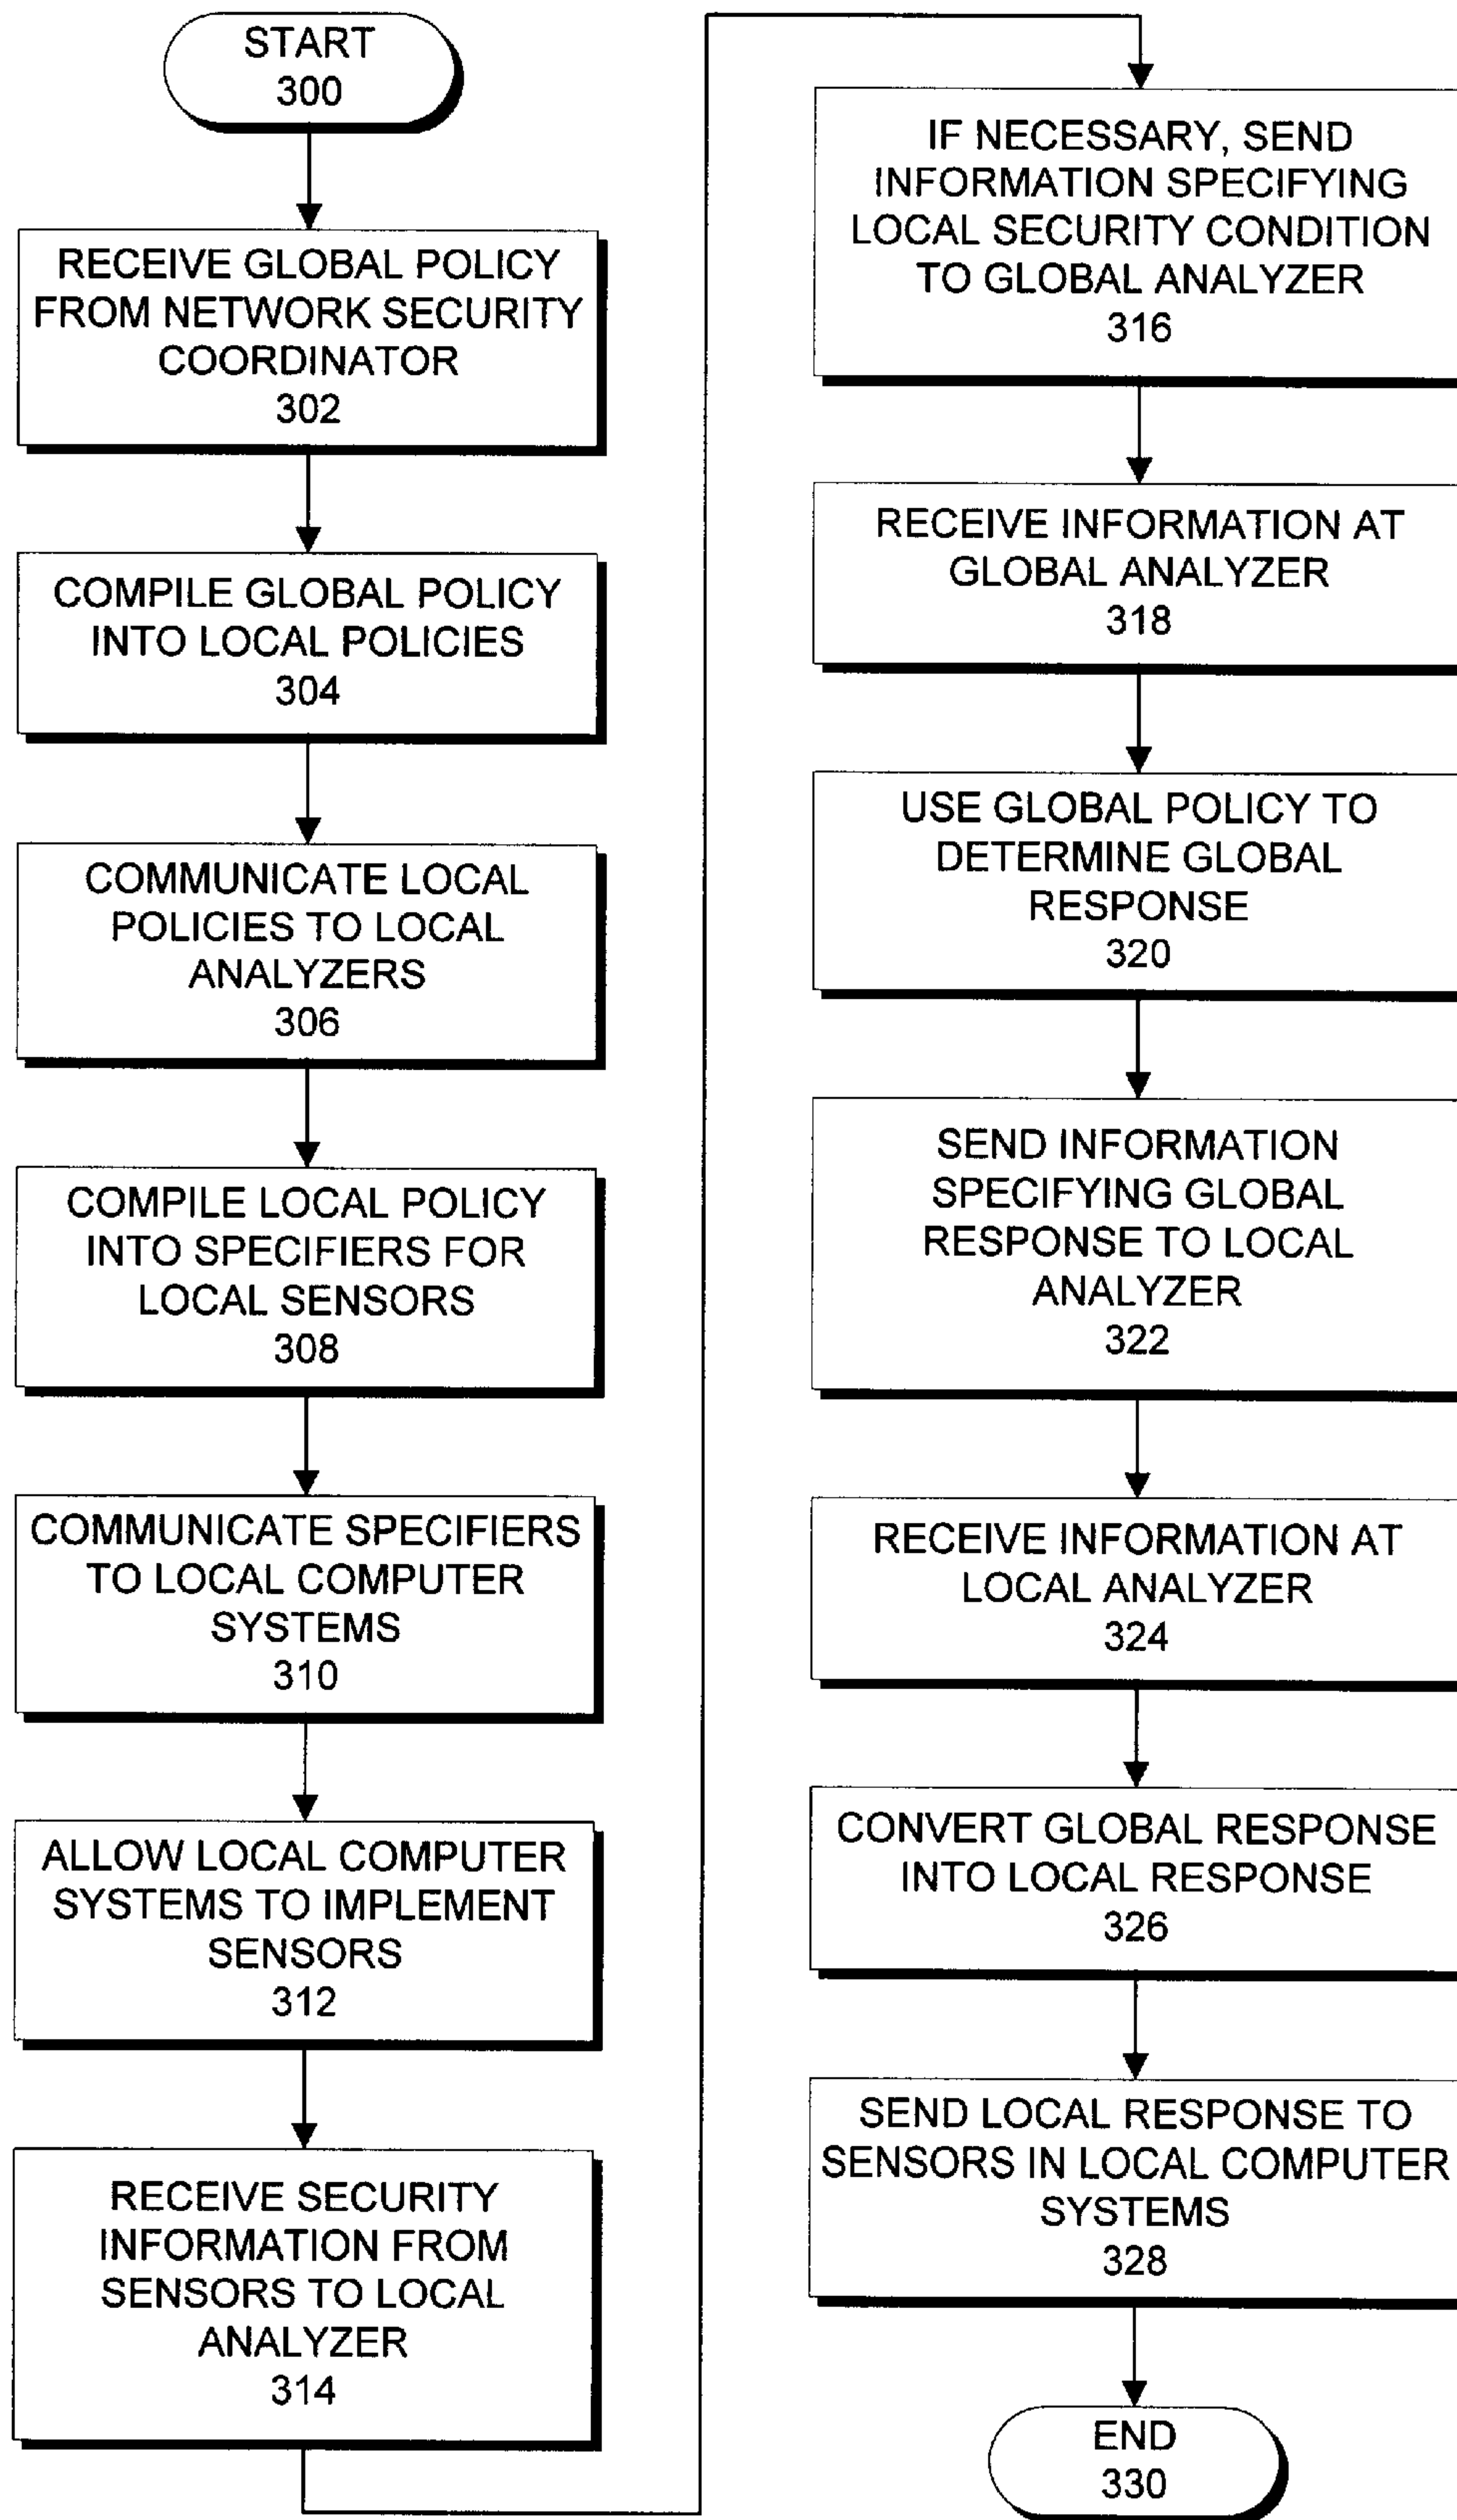 START
300
RECEIVE GLOBAL POLICY
FROM NETWORK SECURITY
COORDINATOR
302
COMPILE GLOBAL POLICY
INTO LOCAL POLICIES
304
COMMUNICATE LOCAL
POLICIES TO LOCAL
ANALYZERS
306
COMPILE LOCAL POLICY
INTO SPECIFIERS FOR
LOCAL SENSORS
308
COMMUNICATE SPECIFIERS
TO LOCAL COMPUTER
SYSTEMS
310
ALLOW LOCAL COMPUTER
SYSTEMS TO IMPLEMENT
SENSORS
312
RECEIVE SECURITY
INFORMATION FROM
SENSORS TO LOCAL
ANALYZER
314
IF NECESSARY, SEND
INFORMATION SPECIFYING
LOCAL SECURITY CONDITION
TO GLOBAL ANALYZER
316
RECEIVE INFORMATION AT
GLOBAL ANALYZER
318
USE GLOBAL POLICY TO
DETERMINE GLOBAL
RESPONSE
320
SEND INFORMATION
SPECIFYING GLOBAL
RESPONSE TO LOCAL
ANALYZER
322
RECEIVE INFORMATION AT
LOCAL ANALYZER
324
CONVERT GLOBAL RESPONSE
INTO LOCAL RESPONSE
326
SEND LOCAL RESPONSE TO
SENSORS IN LOCAL COMPUTER
SYSTEMS
328
END
330